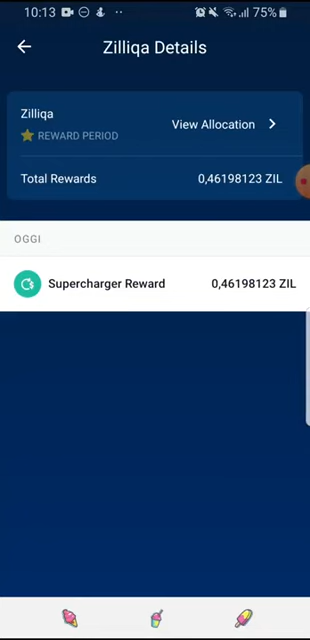 10:13 75%
Zilliqa Details
Zilliqa
REWARD PERIOD
View Allocation
Total Rewards 0,46198123 ZIL
OGGI
Supercharger Reward 0,46198123 ZIL